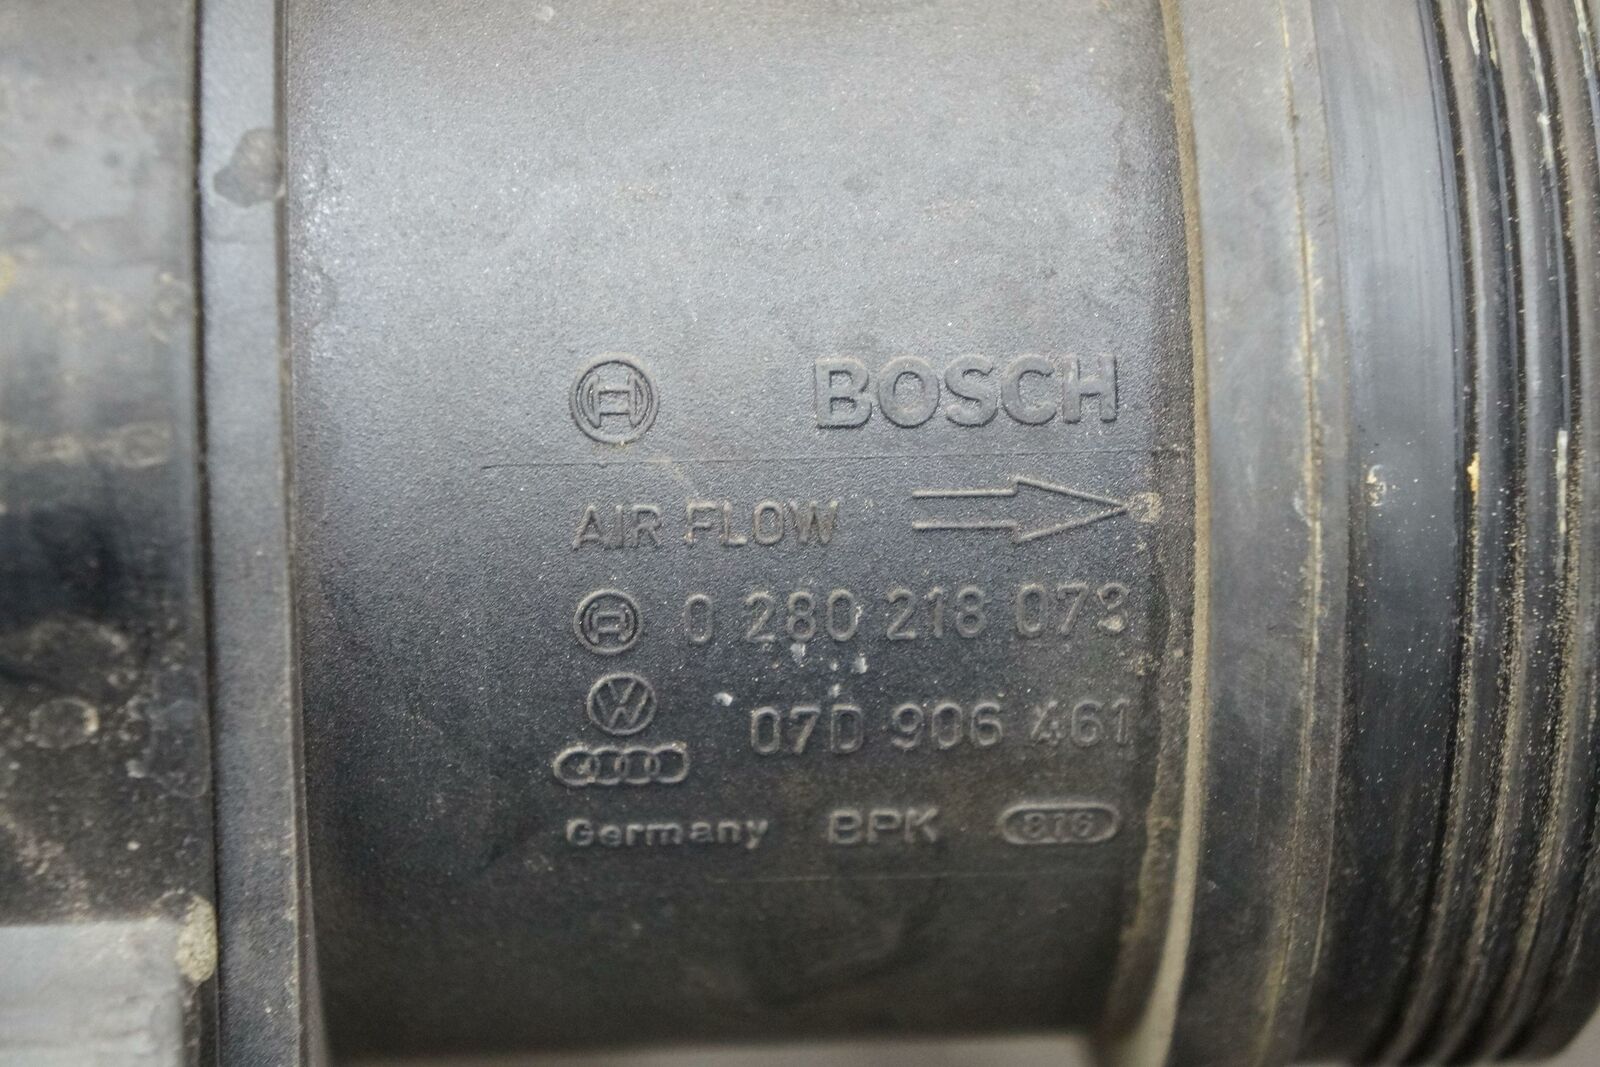 BOSCH
AIR FLOW
0 280 218 073
07D 906 461
Germany BPK 816